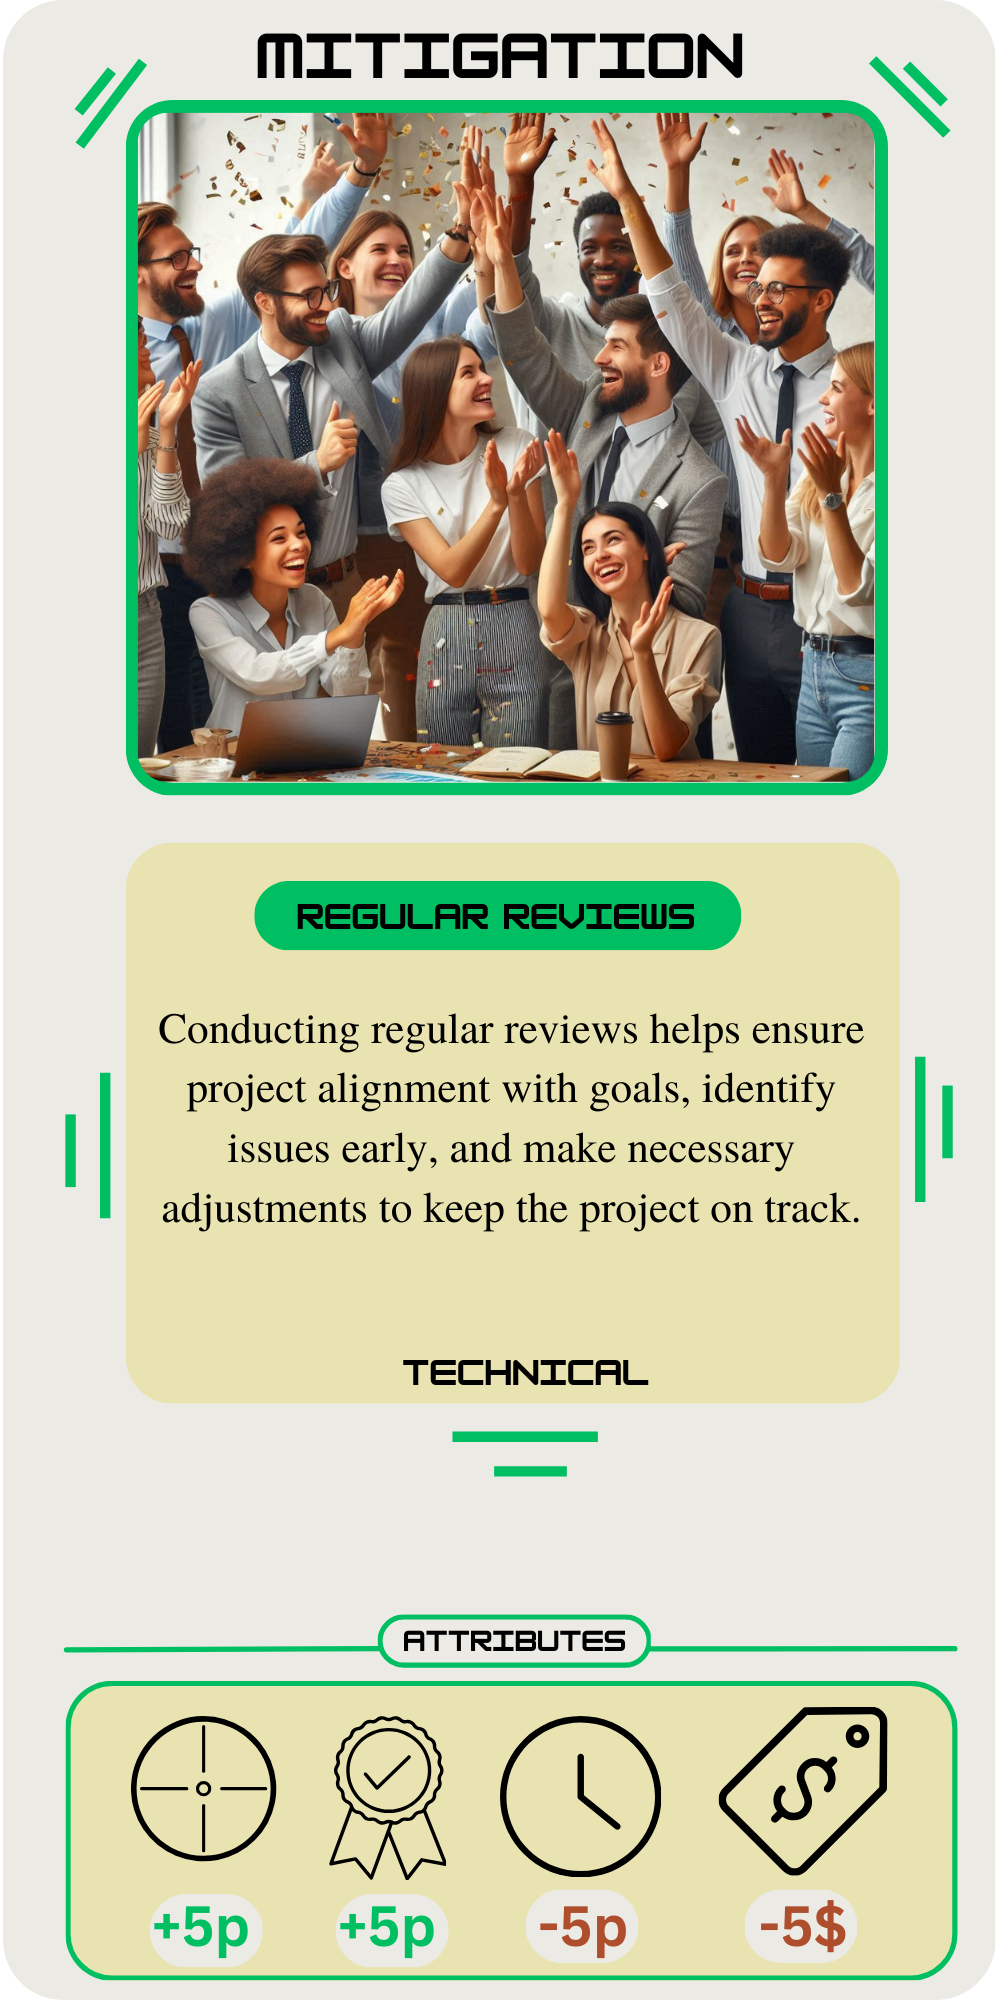 MITIGATION
REGULAR REVIEWS
Conducting regular reviews helps ensure
project alignment with goals, identify
issues early, and make necessary
adjustments to keep the project on track.
TECHNICAL
ATTRIBUTES
$
+5p +5p -5p -5$